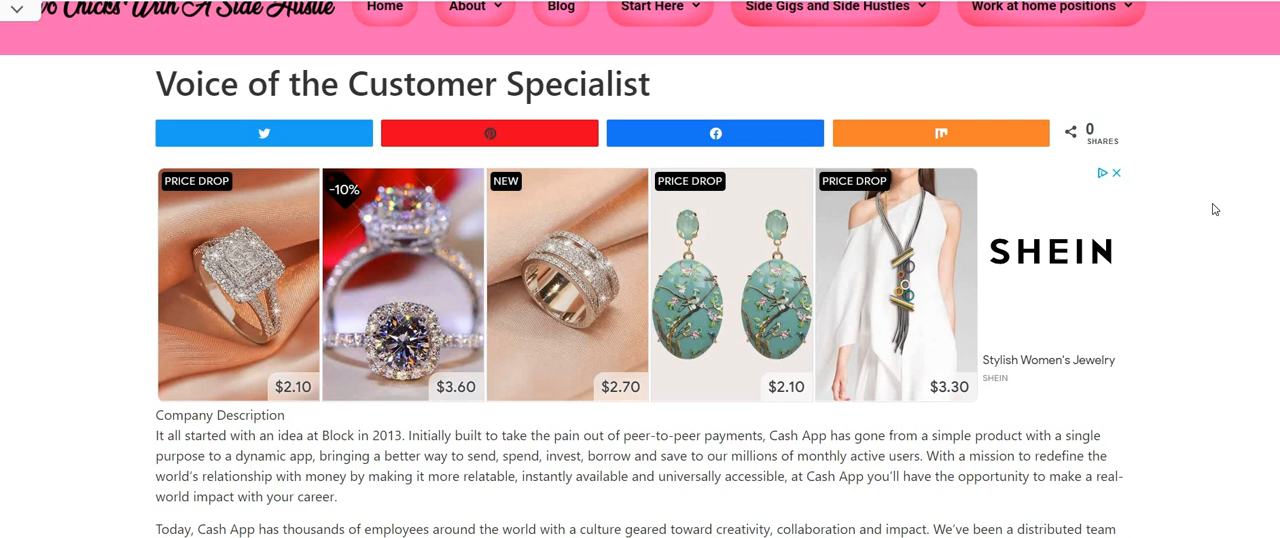 Chicks With A Side Hustle
Home
About
Blog
Start Here
Side Gigs and Side Hustles
Work at home positions
Voice of the Customer Specialist
0
SHARES
PRICE DROP
-10%
NEW
PRICE DROP
PRICE DROP
SHEIN
$2.10
$3.60
$2.70
$2.10
$3.30
Stylish Women's Jewelry
SHEIN
Company Description
It all started with an idea at Block in 2013. Initially built to take the pain out of peer-to-peer payments, Cash App has gone from a simple product with a single
purpose to a dynamic app, bringing a better way to send, spend, invest, borrow and save to our millions of monthly active users. With a mission to redefine the
world's relationship with money by making it more relatable, instantly available and universally accessible, at Cash App you'll have the opportunity to make a real-
world impact with your career.
Today, Cash App has thousands of employees around the world with a culture geared toward creativity, collaboration and impact. We've been a distributed team